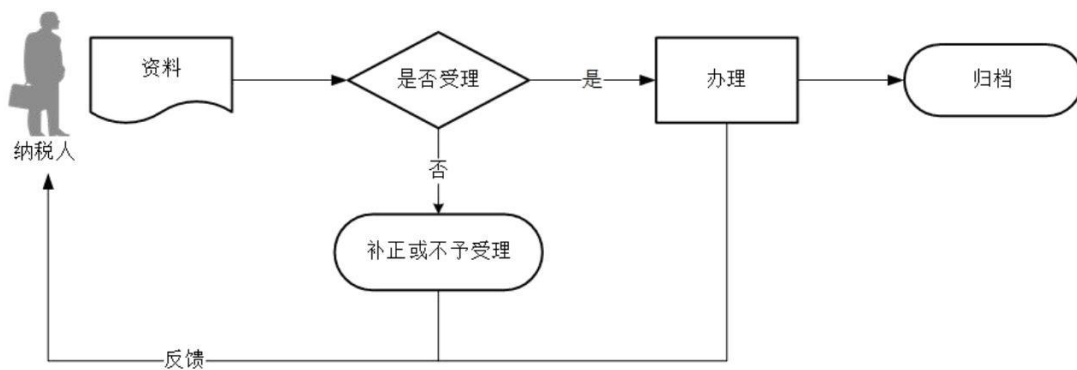 资料
是否受理
是
办理
归档
纳税人
否
补正或不予受理
反馈